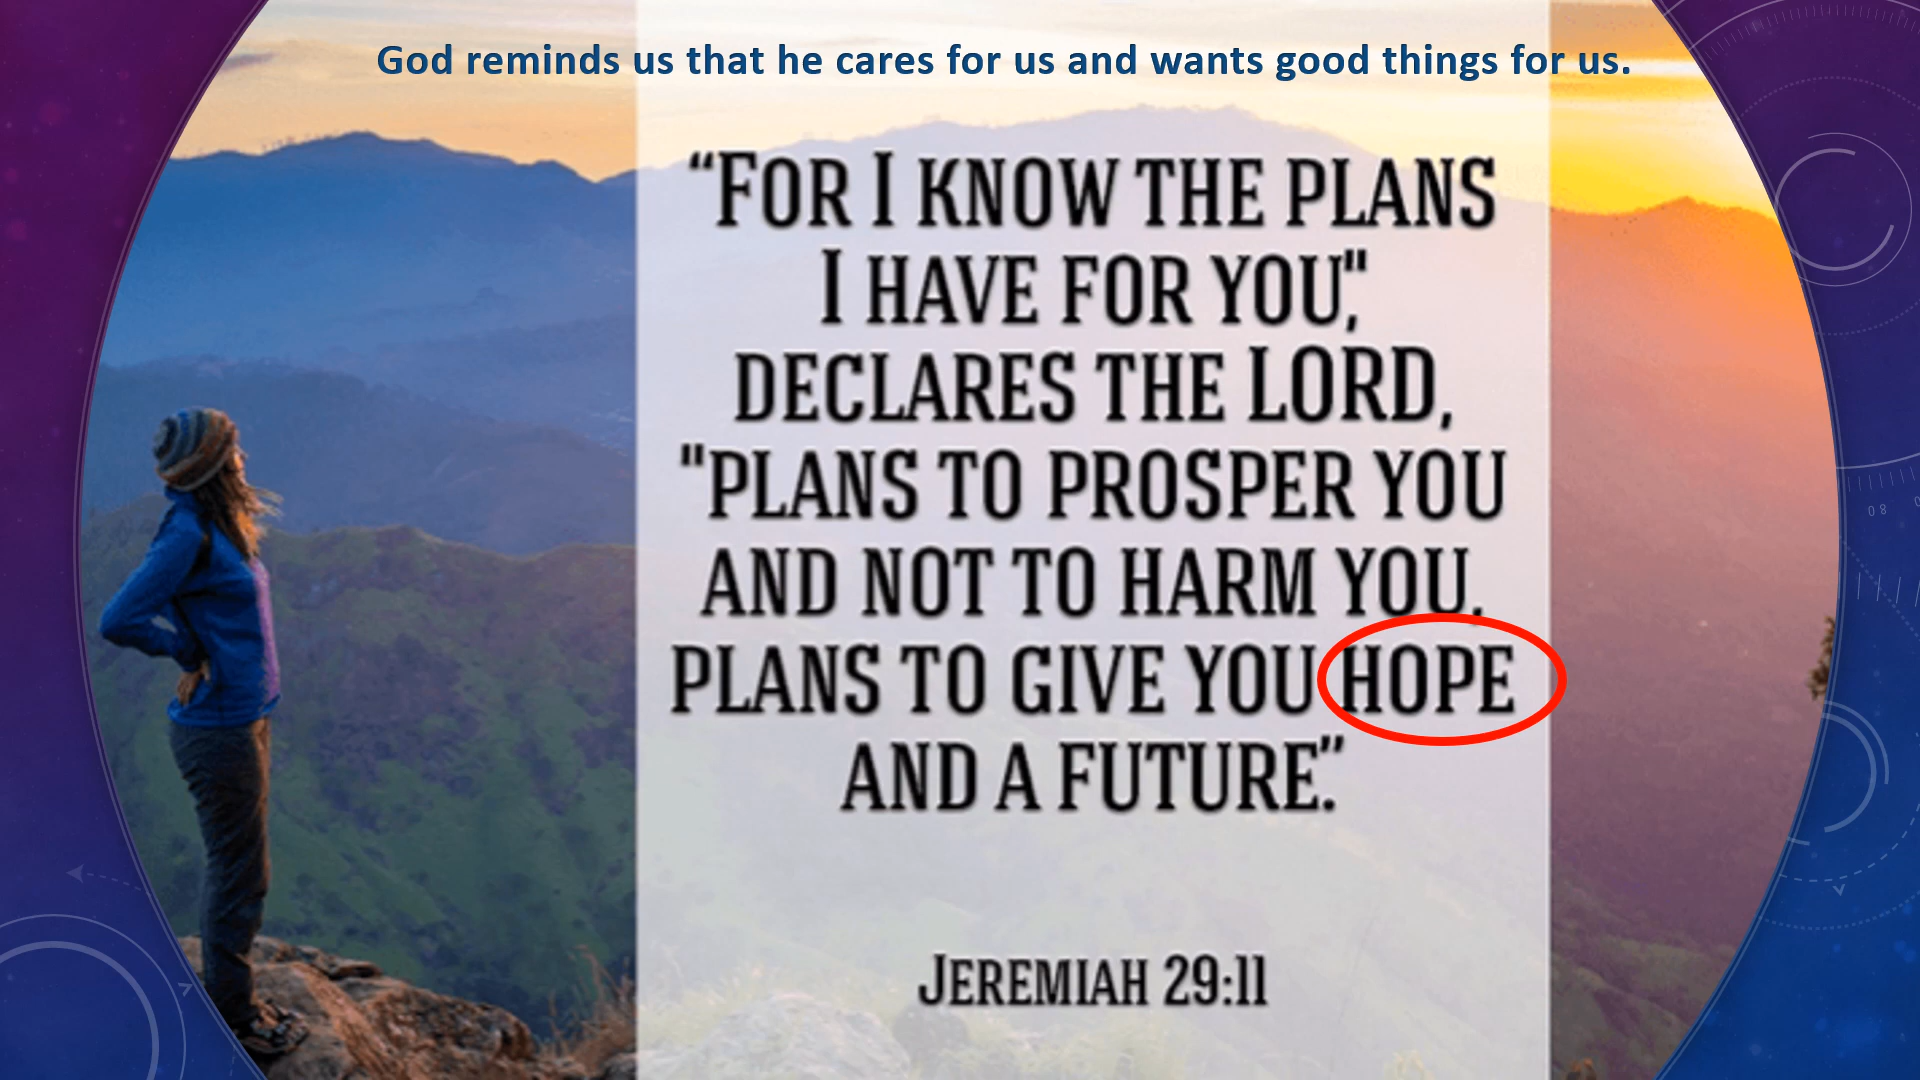 God reminds us that he cares for us and wants good things for us.
“FOR I KNOW THE PLANS
I HAVE FOR YOU,"
DECLARES THE LORD,
"PLANS TO PROSPER YOU
AND NOT TO HARM YOU,
PLANS TO GIVE YOU HOPE
AND A FUTURE”.
JEREMIAH 29:11
08